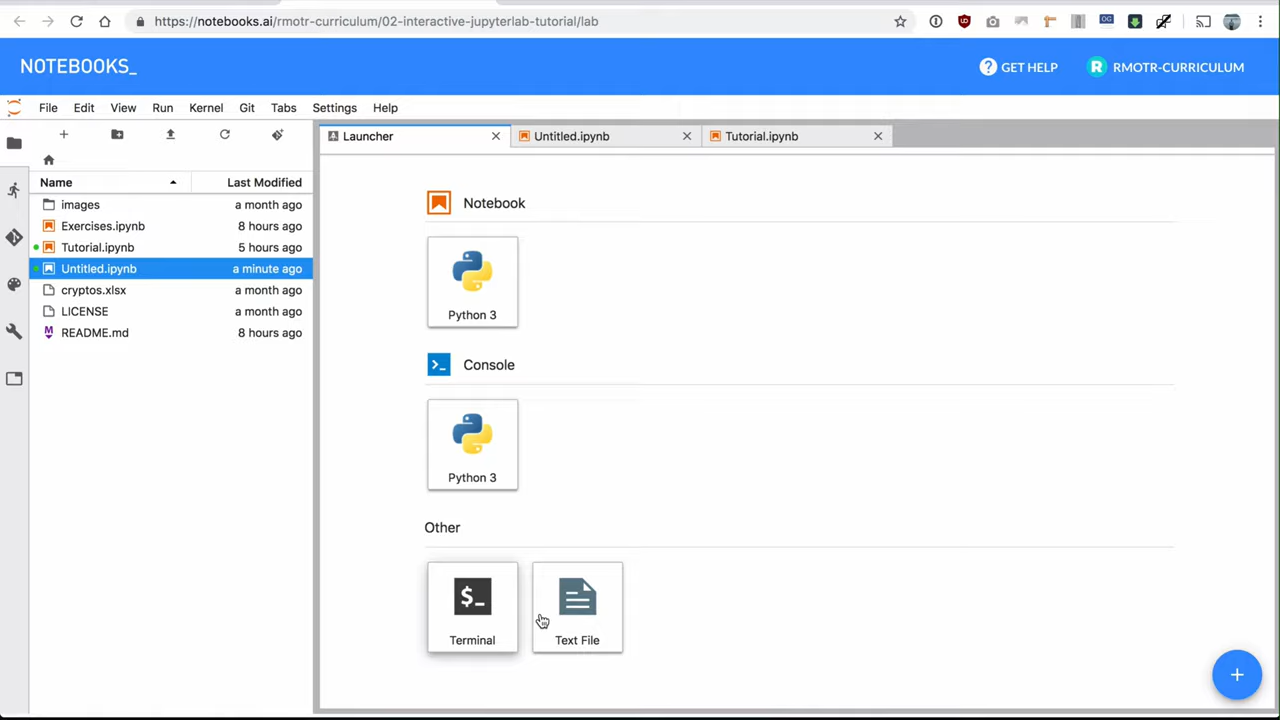 https://notebooks.ai/rmotr-curriculum/02-interactive-jupyterlab-tutorial/lab
NOTEBOOKS_
? GET HELP
R RMOTR-CURRICULUM
File Edit View Run Kernel Git Tabs Settings Help
Launcher
Untitled.ipynb
Tutorial.ipynb
Name Last Modified
images a month ago
Exercises.ipynb 8 hours ago
Tutorial.ipynb 5 hours ago
Untitled.ipynb a minute ago
cryptos.xlsx a month ago
LICENSE a month ago
M README.md 8 hours ago
Notebook
Python 3
>_ Console
Python 3
Other
$_
Terminal
Text File
+